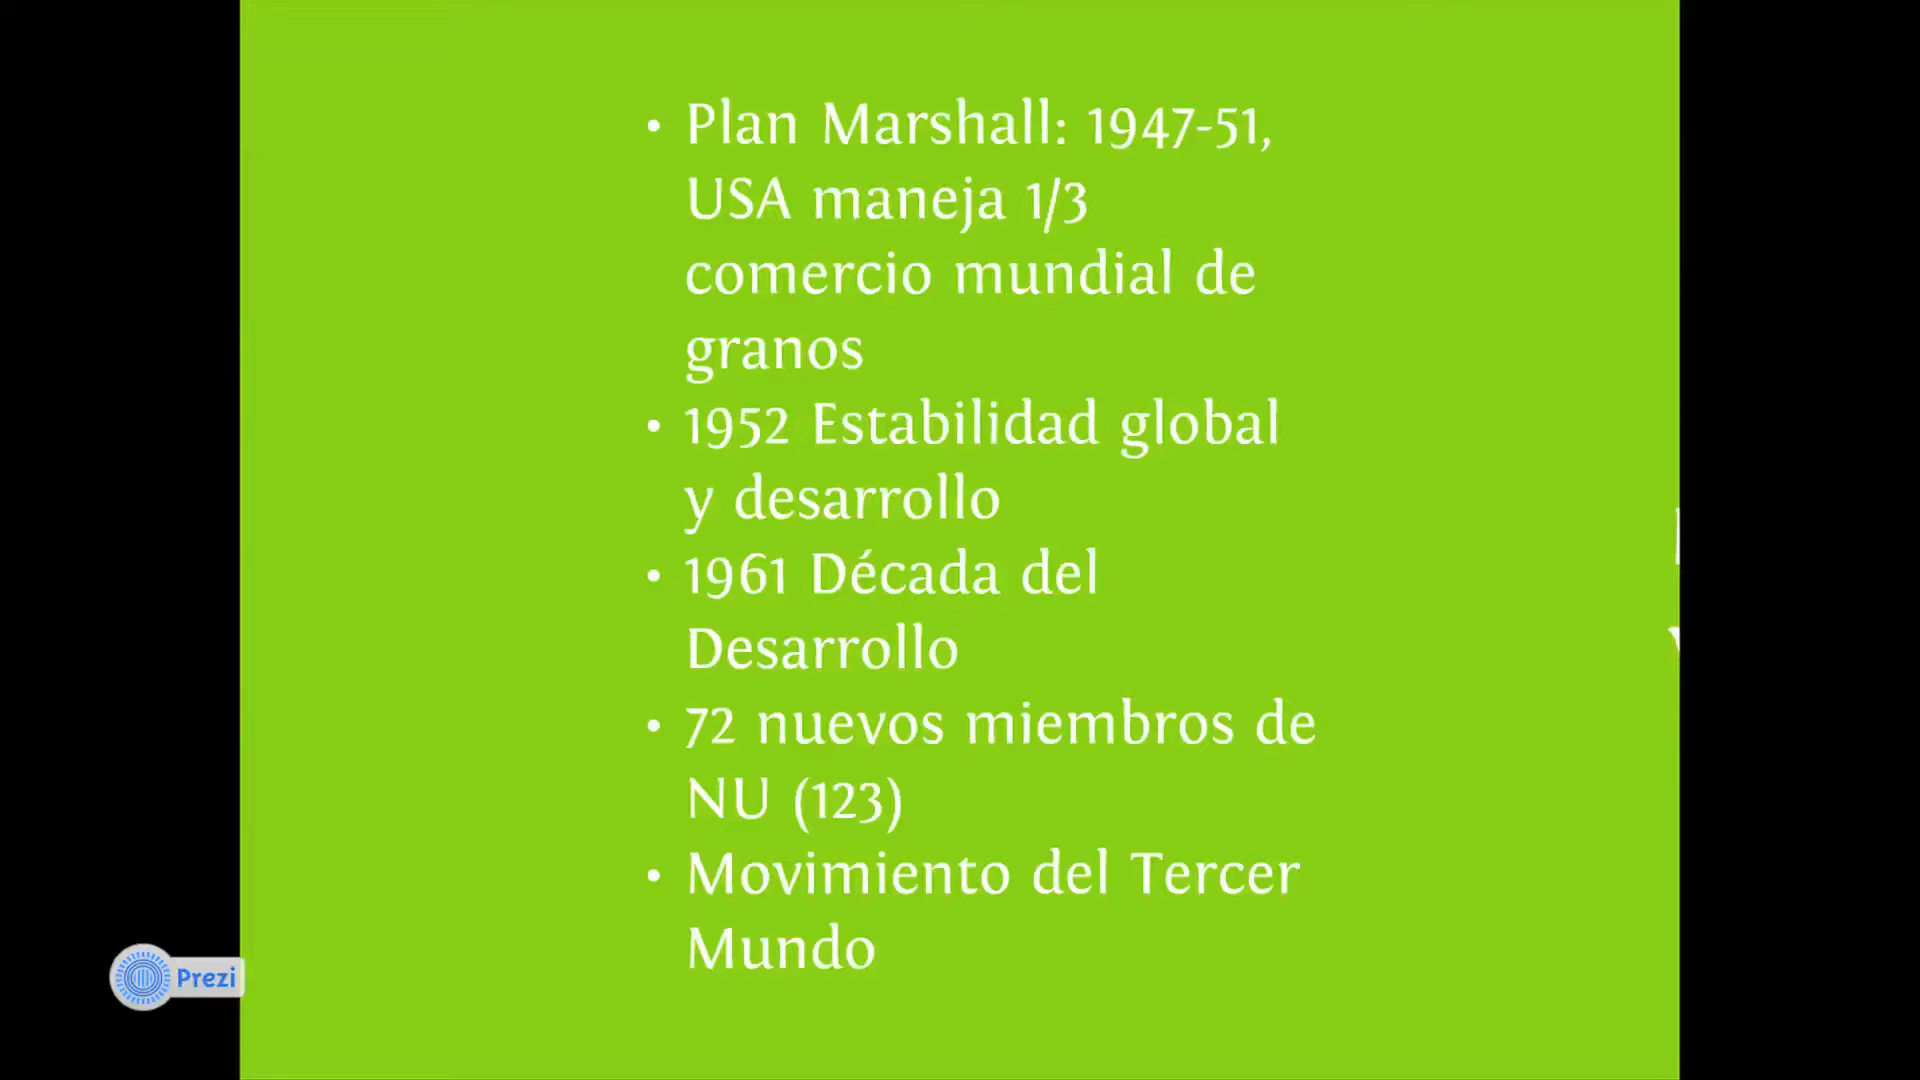 • Plan Marshall: 1947-51,
USA maneja 1/3
comercio mundial de
granos
• 1952 Estabilidad global
y desarrollo
• 1961 Década del
Desarrollo
• 72 nuevos miembros de
NU (123)
• Movimiento del Tercer
Mundo
Prezi